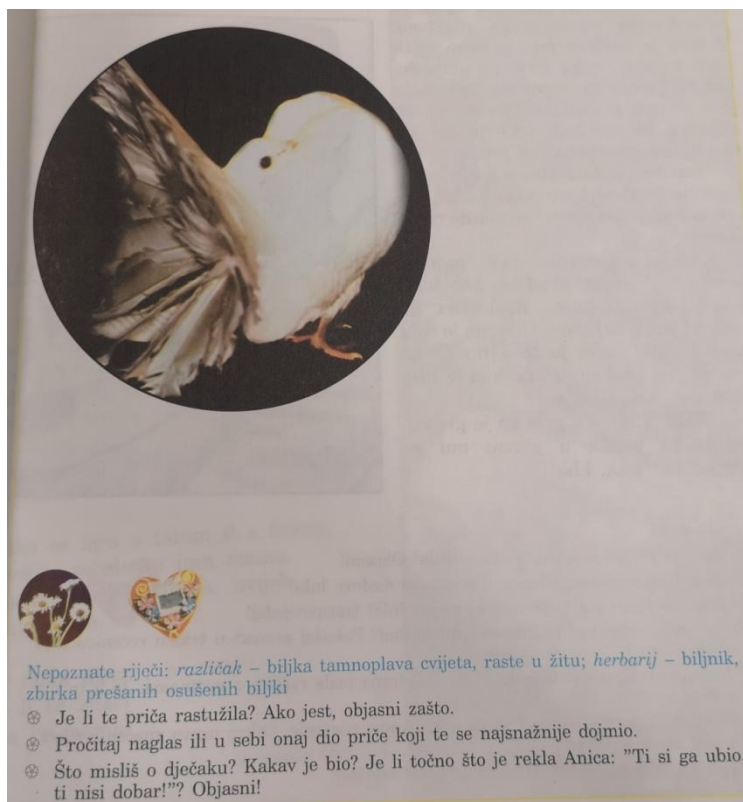 Nepoznate riječi: različak – biljka tamnoplava cvijeta, raste u žitu; herbarij – biljnik,
zbirka prešanih osušenih biljki
Je li te priča rastužila? Ako jest, objasni zašto.
Pročitaj naglas ili u sebi onaj dio priče koji te se najsnažnije dojmio.
Što misliš o dječaku? Kakav je bio? Je li točno što je rekla Anica: ”Ti si ga ubio
ti nisi dobar!”? Objasni!